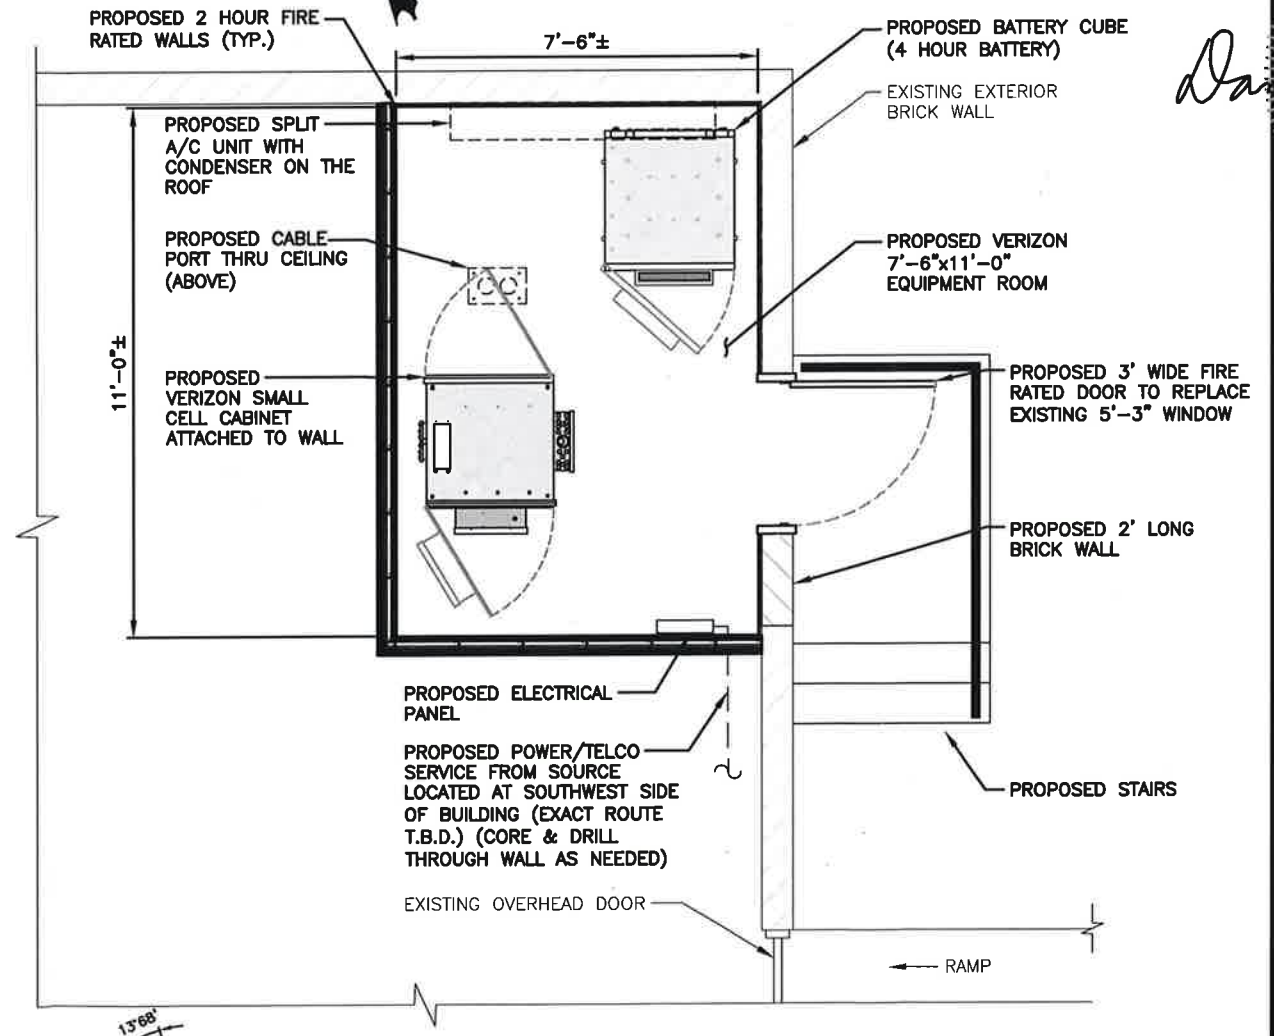 PROPOSED 2 HOUR FIRE
RATED WALLS (TYP.)
7'-6"±
PROPOSED BATTERY CUBE
(4 HOUR BATTERY)
EXISTING EXTERIOR
BRICK WALL
PROPOSED SPLIT
A/C UNIT WITH
CONDENSER ON THE
ROOF
PROPOSED CABLE
PORT THRU CEILING
(ABOVE)
PROPOSED VERIZON
7'-6"x11'-0"
EQUIPMENT ROOM
11'-0"±
PROPOSED
VERIZON SMALL
CELL CABINET
ATTACHED TO WALL
PROPOSED 3' WIDE FIRE
RATED DOOR TO REPLACE
EXISTING 5'-3" WINDOW
PROPOSED 2' LONG
BRICK WALL
PROPOSED ELECTRICAL
PANEL
PROPOSED POWER/TELCO
SERVICE FROM SOURCE
LOCATED AT SOUTHWEST SIDE
OF BUILDING (EXACT ROUTE
T.B.D.) (CORE & DRILL
THROUGH WALL AS NEEDED)
PROPOSED STAIRS
EXISTING OVERHEAD DOOR
RAMP
13'68'